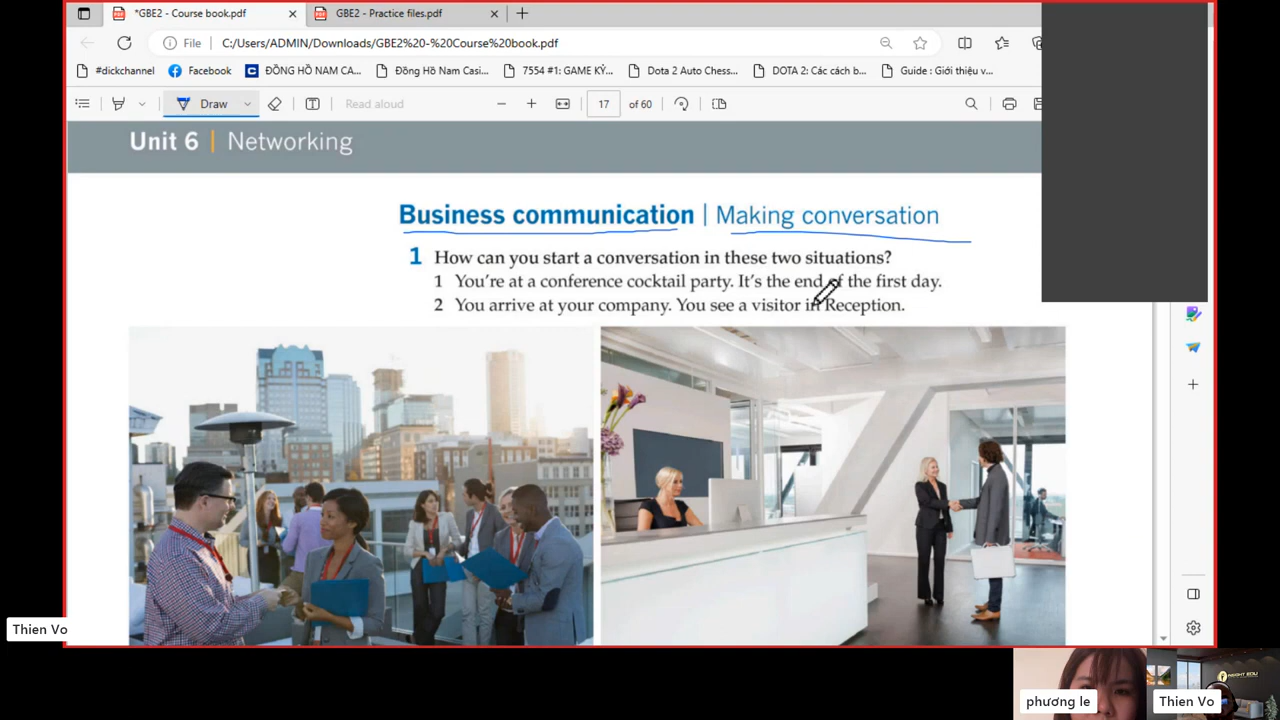 *GBE2 - Course book.pdf
GBE2 - Practice files.pdf
File
C:/Users/ADMIN/Downloads/GBE2%20-%20Course%20book.pdf
#dickchannel
Facebook
ĐỒNG HỒ NAM CA...
Đồng Hồ Nam Casi...
7554 #1: GAME KỶ...
Dota 2 Auto Chess...
DOTA 2: Các cách b...
Guide : Giới thiệu v...
Draw
Read aloud
17
of 60
Unit 6 | Networking
Business communication | Making conversation
1 How can you start a conversation in these two situations?
1 You're at a conference cocktail party. It's the end of the first day.
2 You arrive at your company. You see a visitor in Reception.
Thien Vo
phương le
Thien Vo